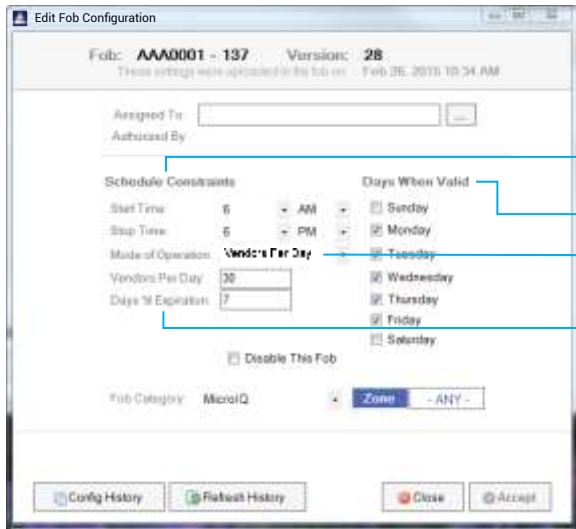 Edit Fob Configuration
Fob: AAA0001 - 137 Version: 28
These settings were uploaded to the fob on: Feb 26, 2015 10:34 AM
Assigned To: ...
Authorized By:
Schedule Constraints
Days When Valid
Start Time: 6 AM
Sunday
Stop Time: 6 PM
Monday
Mode of Operation: Vendors Per Day
Tuesday
Vendors Per Day: 30
Wednesday
Days 'til Expiration: 7
Thursday
Friday
Saturday
Disable This Fob
Fob Category: MicroIQ Zone - ANY -
Config History Refresh History Close Accept